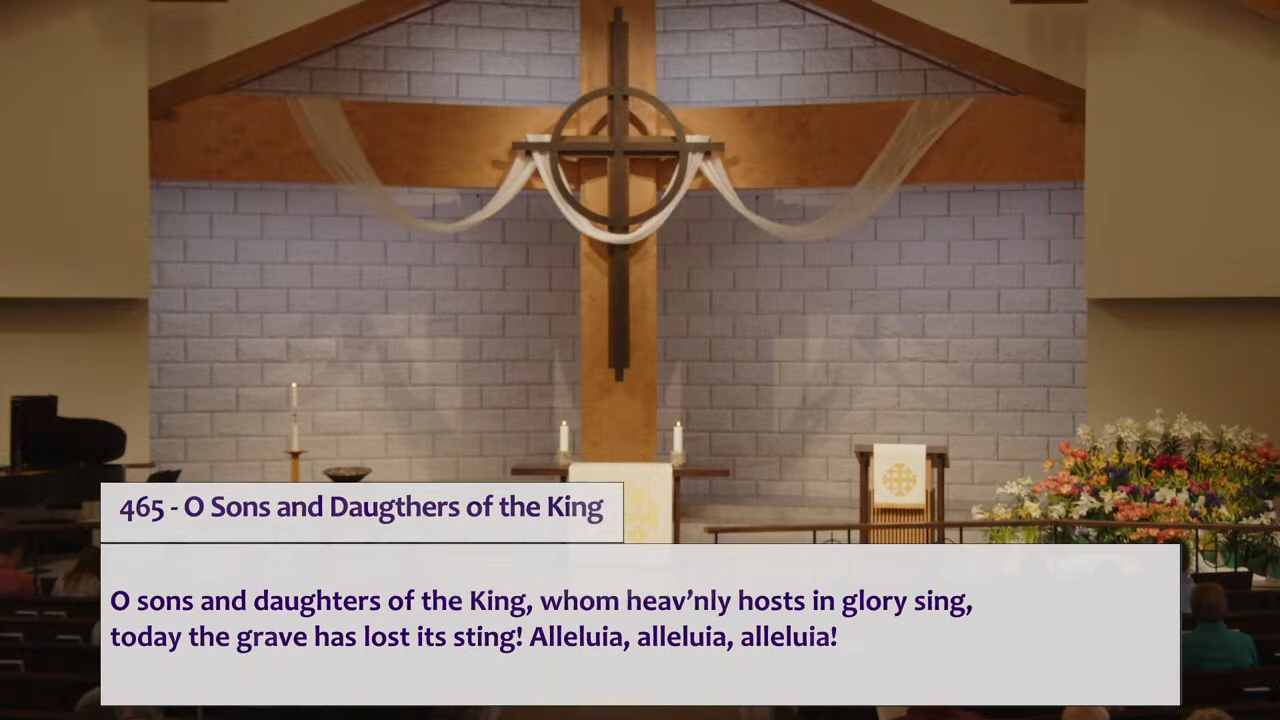 465 - O Sons and Daugthers of the King
O sons and daughters of the King, whom heav’nly hosts in glory sing,
today the grave has lost its sting! Alleluia, alleluia, alleluia!